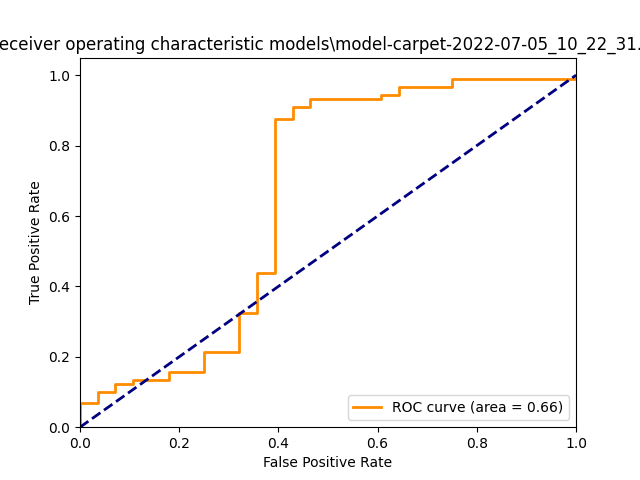 eceiver operating characteristic models\model-carpet-2022-07-05_10_22_31.
1.0
0.8
0.6
0.4
0.2
0.0
True Positive Rate
ROC curve (area = 0.66)
0.0 0.2 0.4 0.6 0.8 1.0
False Positive Rate